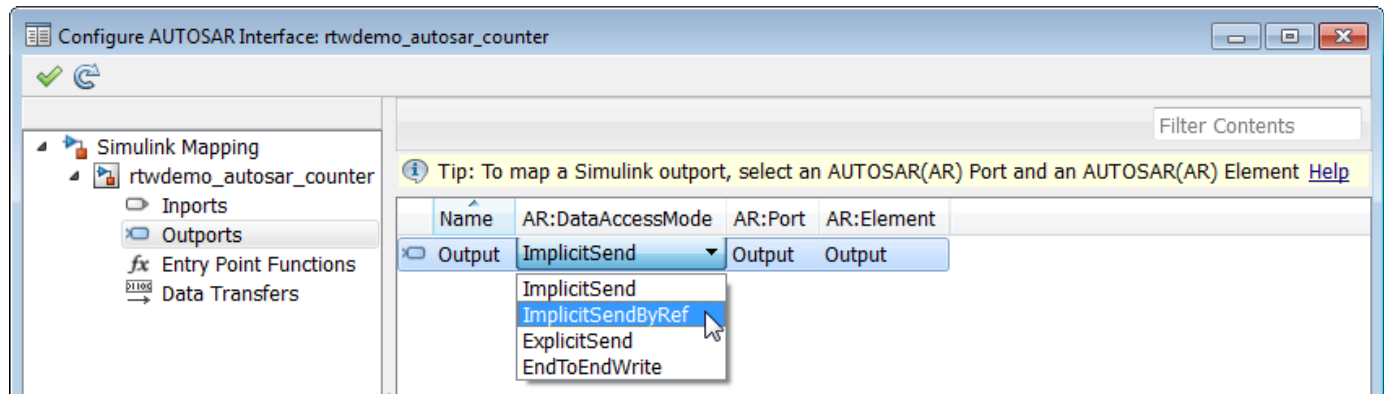 Configure AUTOSAR Interface: rtwdemo_autosar_counter
Filter Contents
Simulink Mapping
rtwdemo_autosar_counter
Inports
Outports
fx Entry Point Functions
Data Transfers
Tip: To map a Simulink outport, select an AUTOSAR(AR) Port and an AUTOSAR(AR) Element Help
Name AR:DataAccessMode AR:Port AR:Element
Output ImplicitSend Output Output
ImplicitSend
ImplicitSendByRef
ExplicitSend
EndToEndWrite